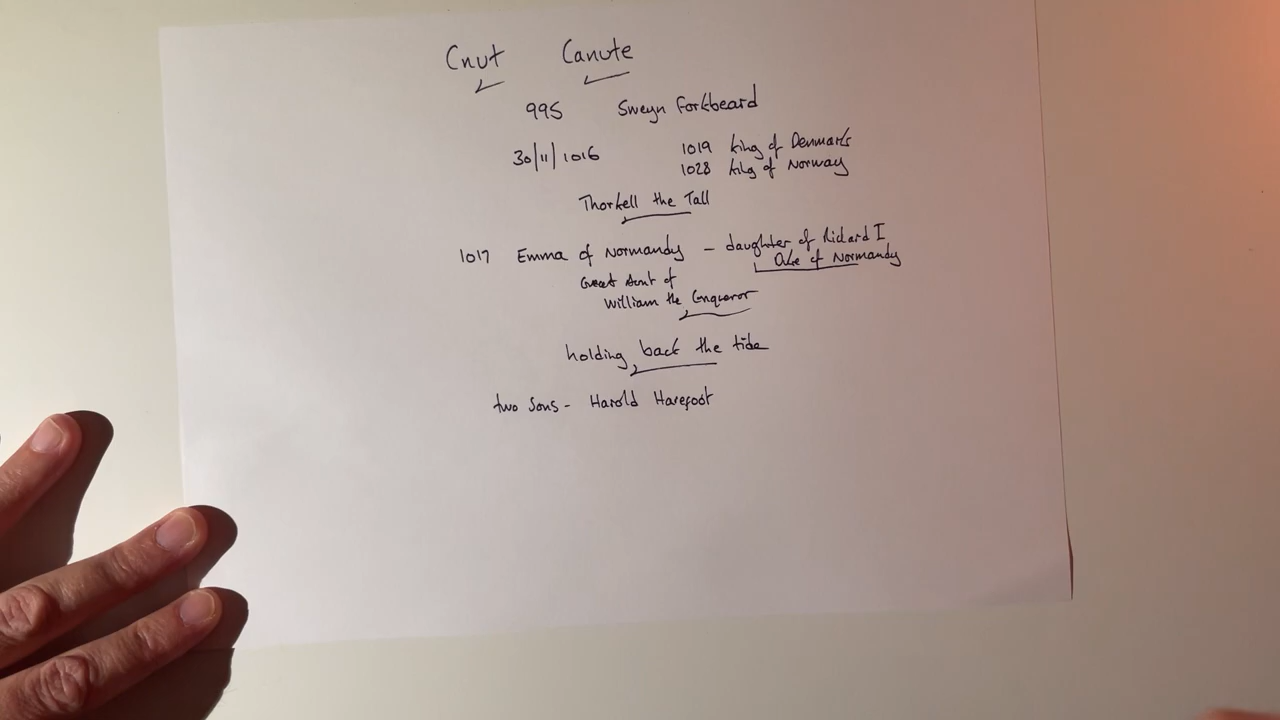 Cnut Canute
995 Sweyn Forkbeard
30/11/1016 1019 King of Denmark
1028 King of Norway
Thorkell the Tall
1017 Emma of Normandy - daughter of Richard I
Duke of Normandy
Great Aunt of
William the Conqueror
holding back the tide
two sons - Harold Harefoot